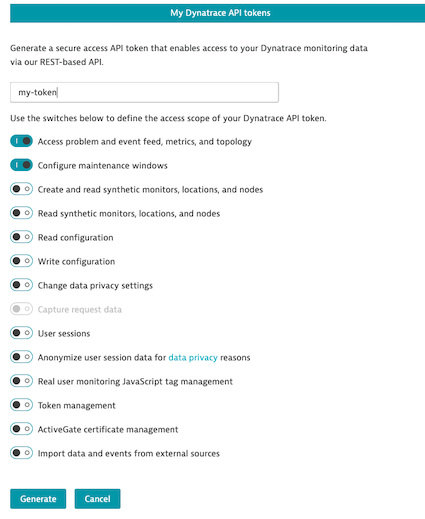 My Dynatrace API tokens
Generate a secure access API token that enables access to your Dynatrace monitoring data
via our REST-based API.
my-token
Use the switches below to define the access scope of your Dynatrace API token.
Access problem and event feed, metrics, and topology
Configure maintenance windows
Create and read synthetic monitors, locations, and nodes
Read synthetic monitors, locations, and nodes
Read configuration
Write configuration
Change data privacy settings
Capture request data
User sessions
Anonymize user session data for data privacy reasons
Real user monitoring JavaScript tag management
Token management
ActiveGate certificate management
Import data and events from external sources
Generate Cancel